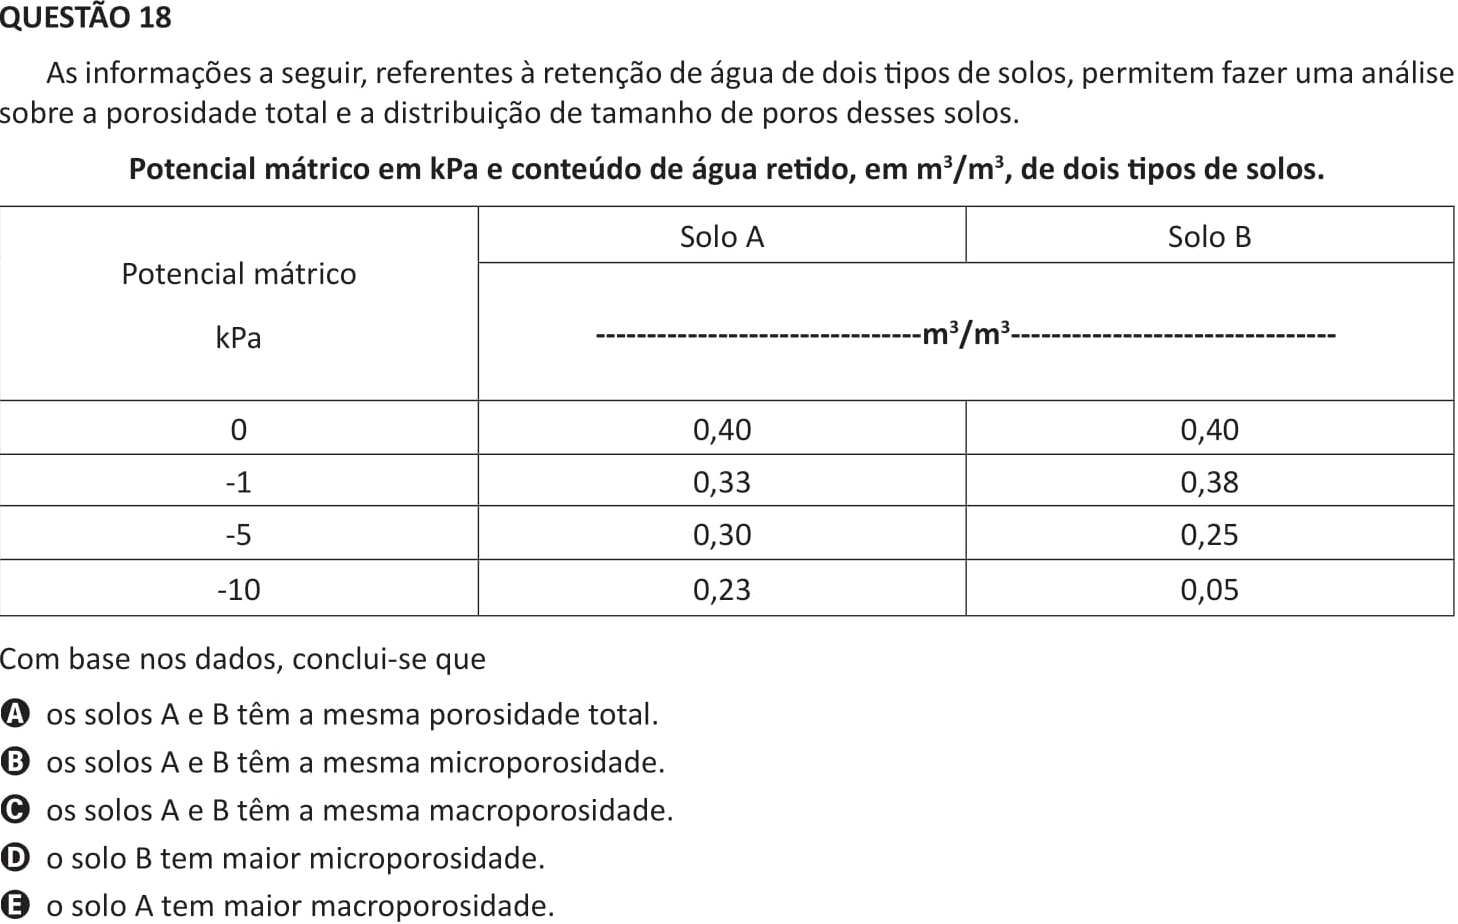 QUESTÃO 18
As informações a seguir, referentes à retenção de água de dois tipos de solos, permitem fazer uma análise
sobre a porosidade total e a distribuição de tamanho de poros desses solos.
Potencial mátrico em kPa e conteúdo de água retido, em m³/m³, de dois tipos de solos.
Potencial mátrico
kPa
Solo A
Solo B
--------------------------------m³/m³--------------------------------
0 0,40 0,40
-1 0,33 0,38
-5 0,30 0,25
-10 0,23 0,05
Com base nos dados, conclui-se que
A os solos A e B têm a mesma porosidade total.
B os solos A e B têm a mesma microporosidade.
C os solos A e B têm a mesma macroporosidade.
D o solo B tem maior microporosidade.
E o solo A tem maior macroporosidade.